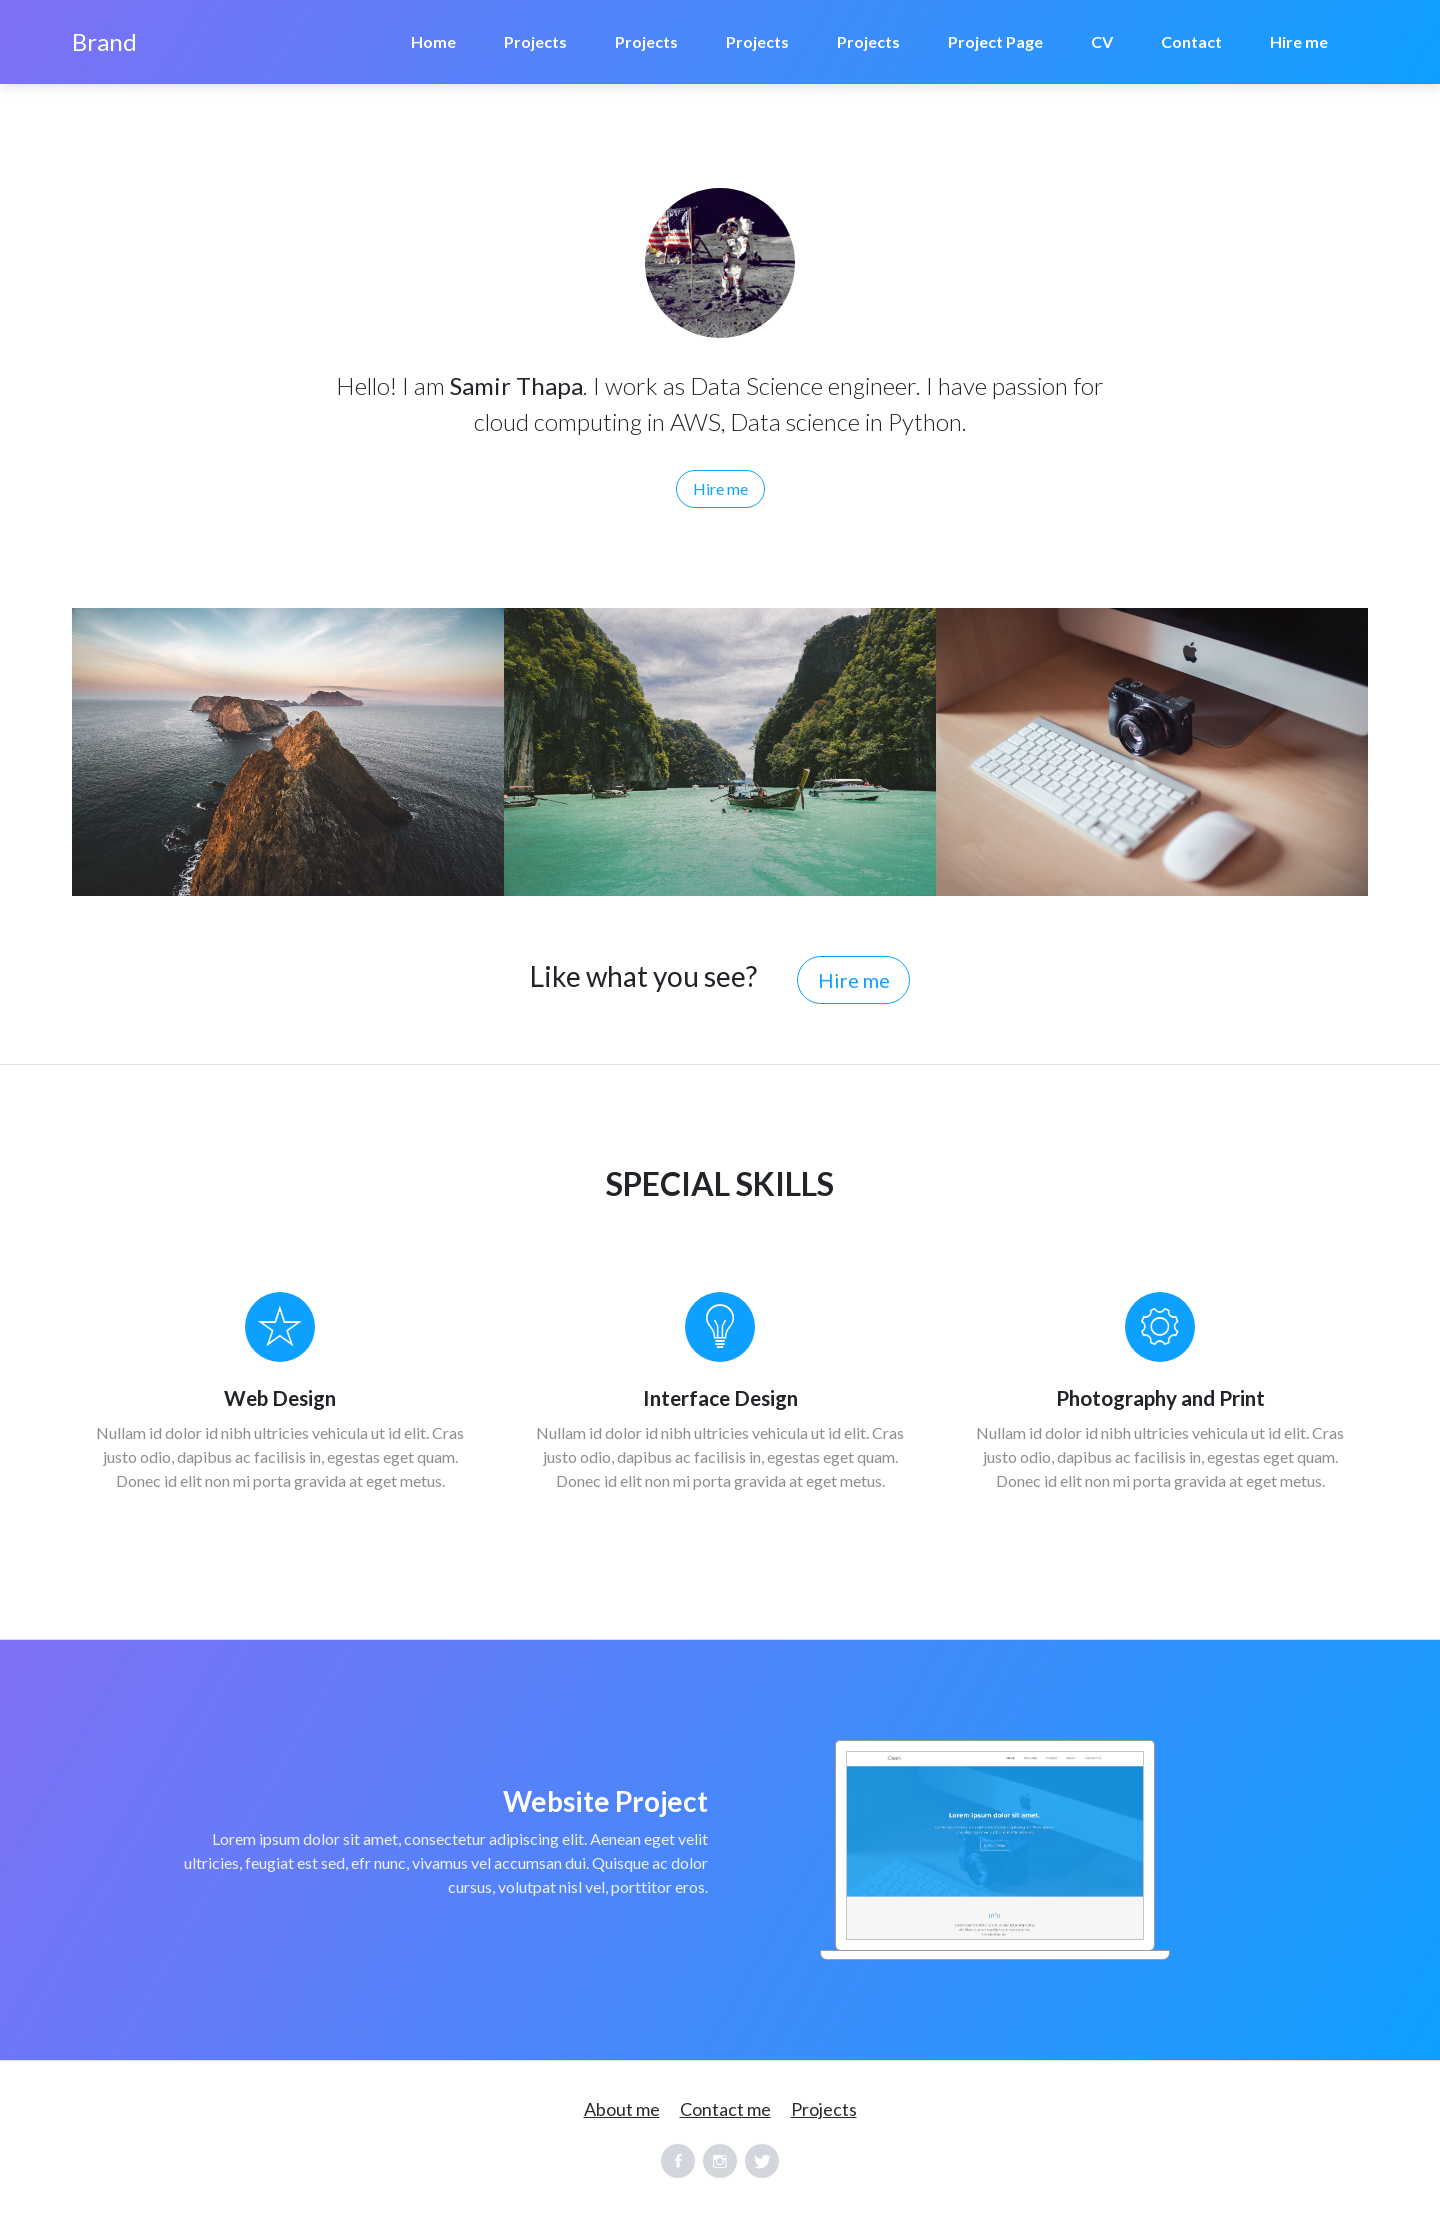 Brand
Home Projects Projects Projects Projects Project Page CV Contact Hire me
Hello! I am Samir Thapa. I work as Data Science engineer. I have passion for
cloud computing in AWS, Data science in Python.
Hire me
Like what you see? Hire me
SPECIAL SKILLS
Web Design
Nullam id dolor id nibh ultricies vehicula ut id elit. Cras
justo odio, dapibus ac facilisis in, egestas eget quam.
Donec id elit non mi porta gravida at eget metus.
Interface Design
Nullam id dolor id nibh ultricies vehicula ut id elit. Cras
justo odio, dapibus ac facilisis in, egestas eget quam.
Donec id elit non mi porta gravida at eget metus.
Photography and Print
Nullam id dolor id nibh ultricies vehicula ut id elit. Cras
justo odio, dapibus ac facilisis in, egestas eget quam.
Donec id elit non mi porta gravida at eget metus.
Website Project
Lorem ipsum dolor sit amet, consectetur adipiscing elit. Aenean eget velit
ultricies, feugiat est sed, efr nunc, vivamus vel accumsan dui. Quisque ac dolor
cursus, volutpat nisl vel, porttitor eros.
Clean
Lorem ipsum dolor sit amet.
Info
About me Contact me Projects